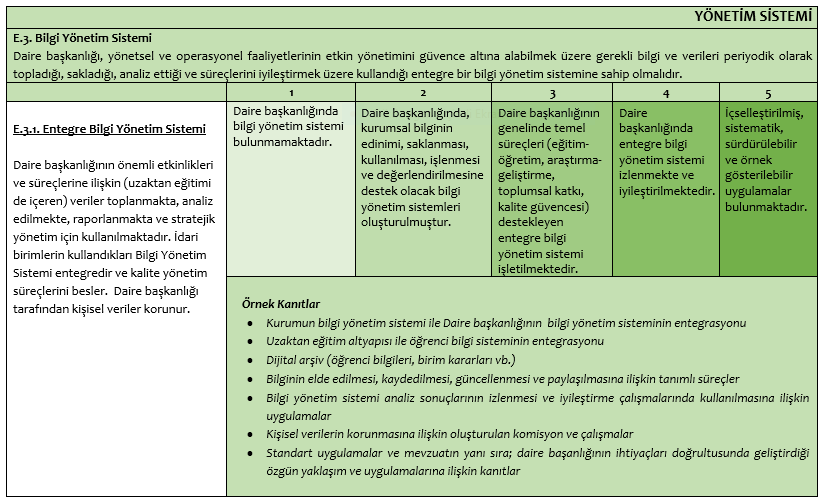 YÖNETİM SİSTEMİ
E.3. Bilgi Yönetim Sistemi
Daire başkanlığı, yönetsel ve operasyonel faaliyetlerinin etkin yönetimini güvence altına alabilmek üzere gerekli bilgi ve verileri periyodik olarak
topladığı, sakladığı, analiz ettiği ve süreçlerini iyileştirmek üzere kullandığı entegre bir bilgi yönetim sistemine sahip olmalıdır.
1 2 3 4 5
E.3.1. Entegre Bilgi Yönetim Sistemi
Daire başkanlığının önemli etkinlikleri
ve süreçlerine ilişkin (uzaktan eğitimi
de içeren) veriler toplanmakta, analiz
edilmekte, raporlanmakta ve stratejik
yönetim için kullanılmaktadır. İdari
birimlerin kullandıkları Bilgi Yönetim
Sistemi entegredir ve kalite yönetim
süreçlerini besler. Daire başkanlığı
tarafından kişisel veriler korunur.
Daire başkanlığında
bilgi yönetim sistemi
bulunmamaktadır.
Daire başkanlığında,
kurumsal bilginin
edinimi, saklanması,
kullanılması, işlenmesi
ve değerlendirilmesine
destek olacak bilgi
yönetim sistemleri
oluşturulmuştur.
Daire başkanlığının
genelinde temel
süreçleri (eğitim-
öğretim, araştırma-
geliştirme,
toplumsal katkı,
kalite güvencesi)
destekleyen
entegre bilgi
yönetim sistemi
işletilmektedir.
Daire
başkanlığında
entegre bilgi
yönetim sistemi
izlenmekte ve
iyileştirilmektedir.
İçselleştirilmiş,
sistematik,
sürdürülebilir
ve örnek
gösterilebilir
uygulamalar
bulunmaktadır.
Örnek Kanıtlar
• Kurumun bilgi yönetim sistemi ile Daire başkanlığının bilgi yönetim sisteminin entegrasyonu
• Uzaktan eğitim altyapısı ile öğrenci bilgi sisteminin entegrasyonu
• Dijital arşiv (öğrenci bilgileri, birim kararları vb.)
• Bilginin elde edilmesi, kaydedilmesi, güncellenmesi ve paylaşılmasına ilişkin tanımlı süreçler
• Bilgi yönetim sistemi analiz sonuçlarının izlenmesi ve iyileştirme çalışmalarında kullanılmasına ilişkin
uygulamalar
• Kişisel verilerin korunmasına ilişkin oluşturulan komisyon ve çalışmalar
• Standart uygulamalar ve mevzuatın yanı sıra; daire başanlığının ihtiyaçları doğrultusunda geliştirdiği
özgün yaklaşım ve uygulamalarına ilişkin kanıtlar